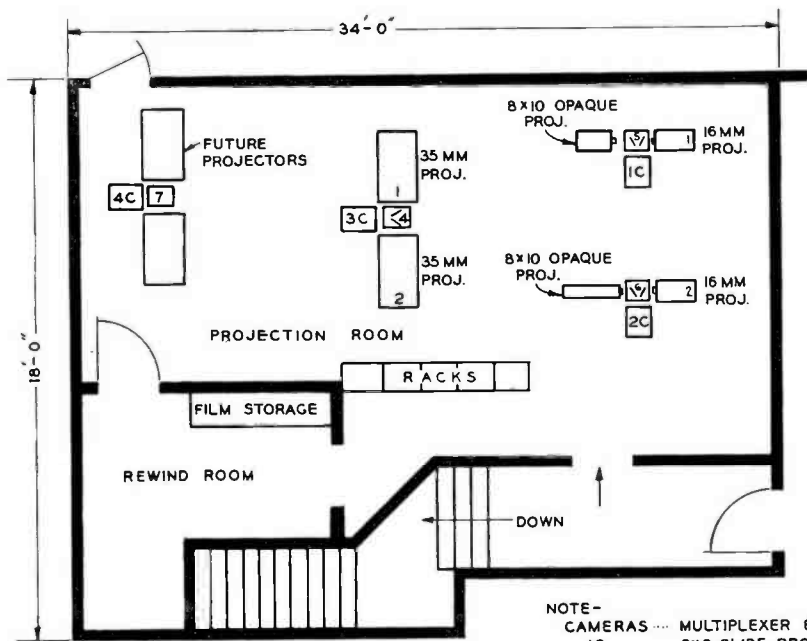 34'-0"
8×10 OPAQUE
PROJ.
16 MM
PROJ.
5
1
1C
FUTURE
PROJECTORS
35 MM
PROJ.
1
4C
7
3C
4
35 MM
PROJ.
2
8×10 OPAQUE
PROJ.
16 MM
PROJ.
6
2
2C
PROJECTION ROOM
18'-0"
RACKS
FILM STORAGE
REWIND ROOM
DOWN
NOTE-
CAMERAS ···· MULTIPLEXER